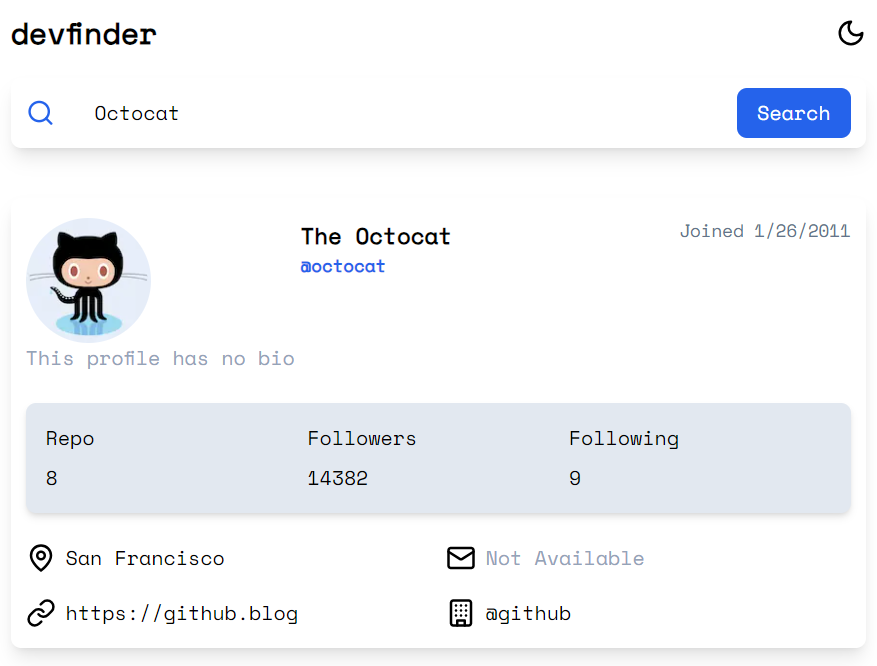 devfinder
Octocat
Search
The Octocat
Joined 1/26/2011
@octocat
This profile has no bio
Repo Followers Following
8 14382 9
San Francisco Not Available
https://github.blog @github